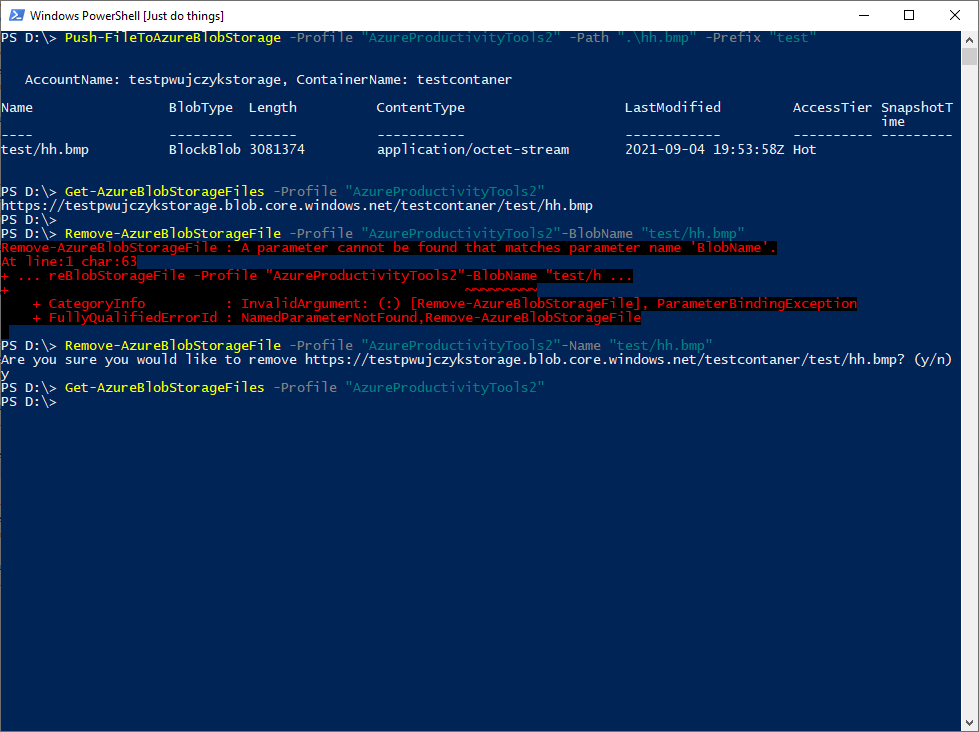 Windows PowerShell [Just do things]
PS D:\> Push-FileToAzureBlobStorage -Profile "AzureProductivityTools2" -Path ".\hh.bmp" -Prefix "test"
AccountName: testpwujczykstorage, ContainerName: testcontaner
Name BlobType Length ContentType LastModified AccessTier SnapshotT
ime
---- -------- ------ ----------- ------------ ---------- ---------
test/hh.bmp BlockBlob 3081374 application/octet-stream 2021-09-04 19:53:58Z Hot
PS D:\> Get-AzureBlobStorageFiles -Profile "AzureProductivityTools2"
https://testpwujczykstorage.blob.core.windows.net/testcontaner/test/hh.bmp
PS D:\>
PS D:\> Remove-AzureBlobStorageFile -Profile "AzureProductivityTools2"-BlobName "test/hh.bmp"
Remove-AzureBlobStorageFile : A parameter cannot be found that matches parameter name 'BlobName'.
At line:1 char:63
+ ... reBlobStorageFile -Profile "AzureProductivityTools2"-BlobName "test/h ...
+ ~~~~~~~~~
+ CategoryInfo : InvalidArgument: (:) [Remove-AzureBlobStorageFile], ParameterBindingException
+ FullyQualifiedErrorId : NamedParameterNotFound,Remove-AzureBlobStorageFile
PS D:\> Remove-AzureBlobStorageFile -Profile "AzureProductivityTools2"-Name "test/hh.bmp"
Are you sure you would like to remove https://testpwujczykstorage.blob.core.windows.net/testcontaner/test/hh.bmp? (y/n)
y
PS D:\> Get-AzureBlobStorageFiles -Profile "AzureProductivityTools2"
PS D:\>